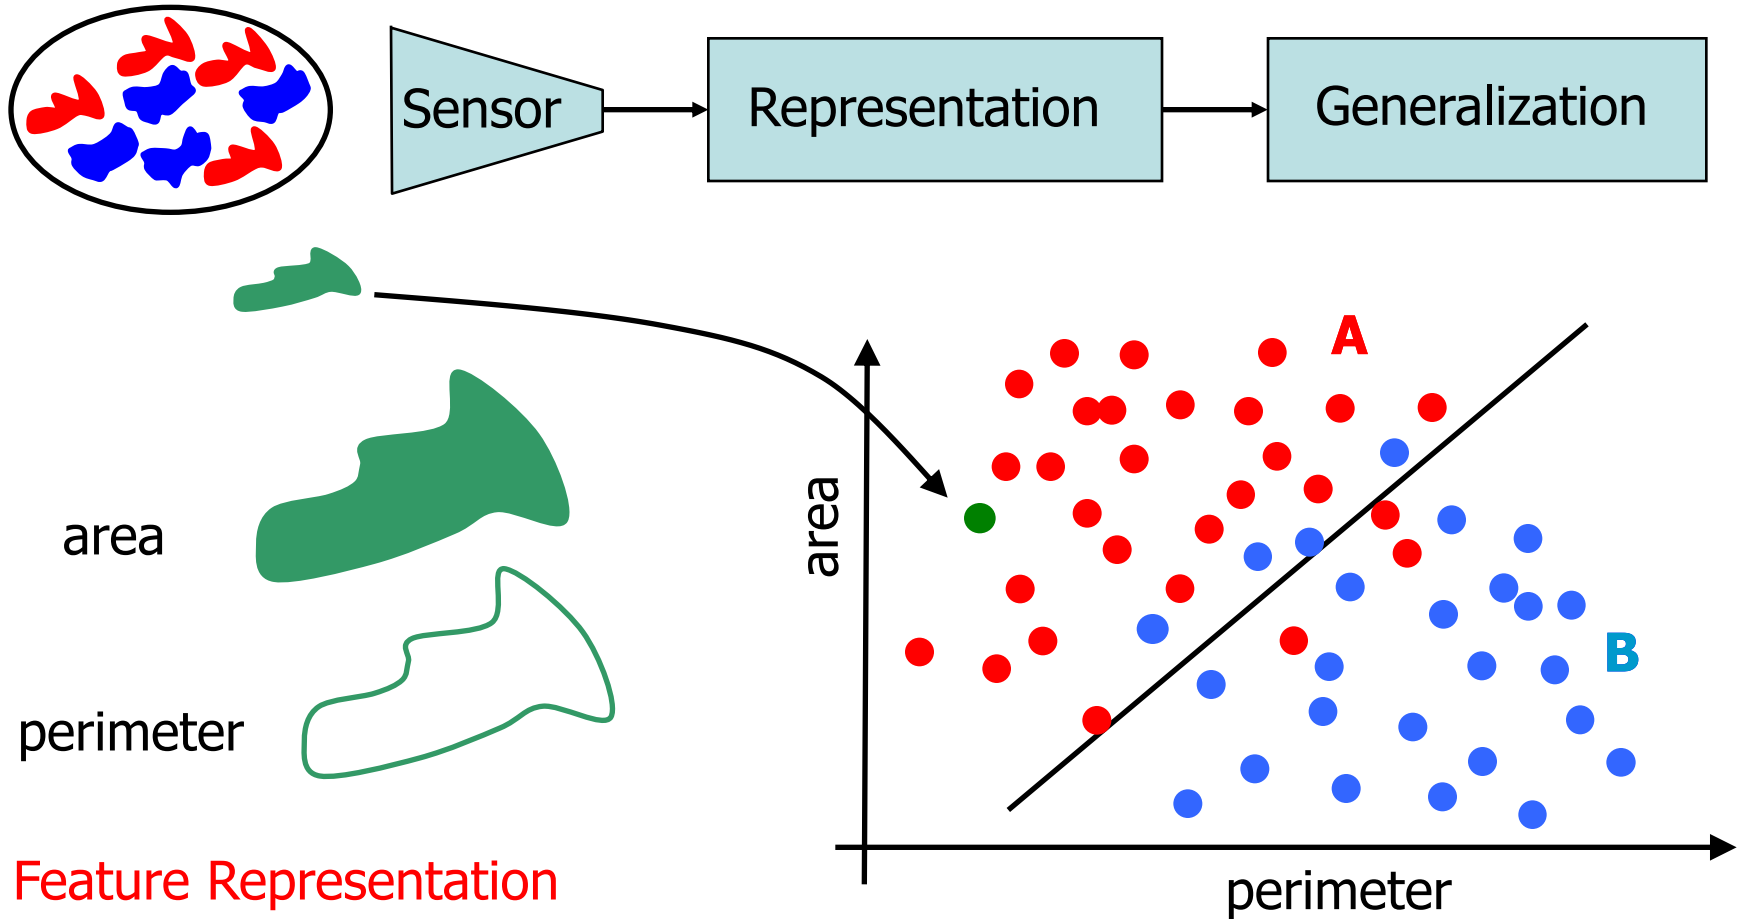 Sensor
Representation
Generalization
A
area
area
B
perimeter
Feature Representation
perimeter